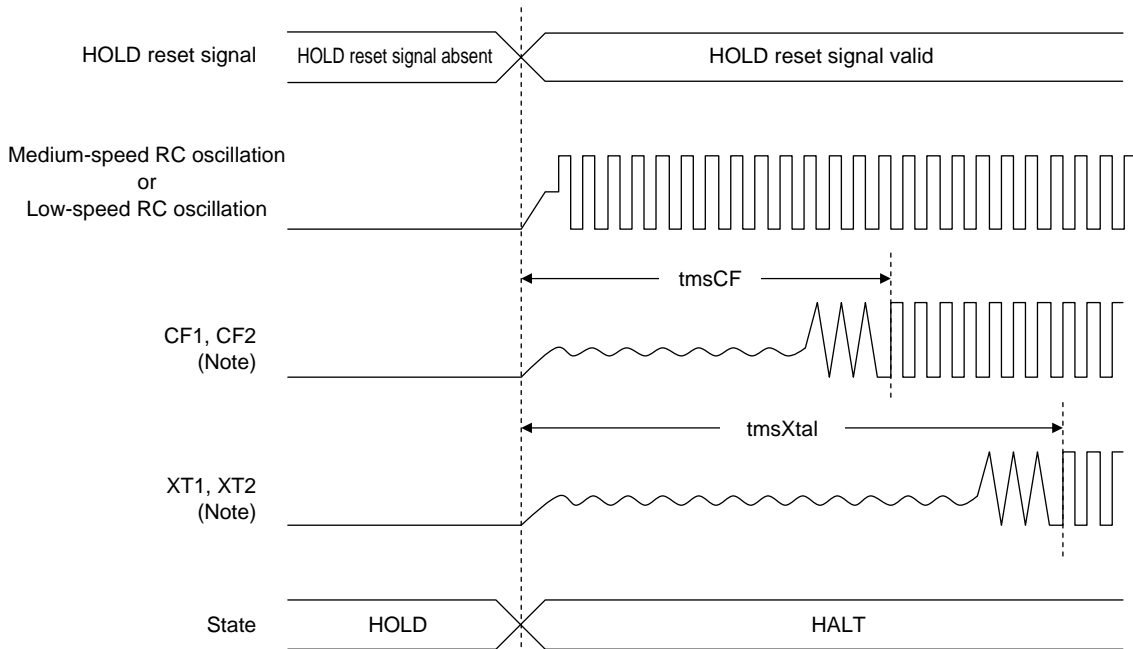 HOLD reset signal
HOLD reset signal absent
HOLD reset signal valid
Medium-speed RC oscillation
or
Low-speed RC oscillation
tmsCF
CF1, CF2
(Note)
tmsXtal
XT1, XT2
(Note)
State
HOLD
HALT